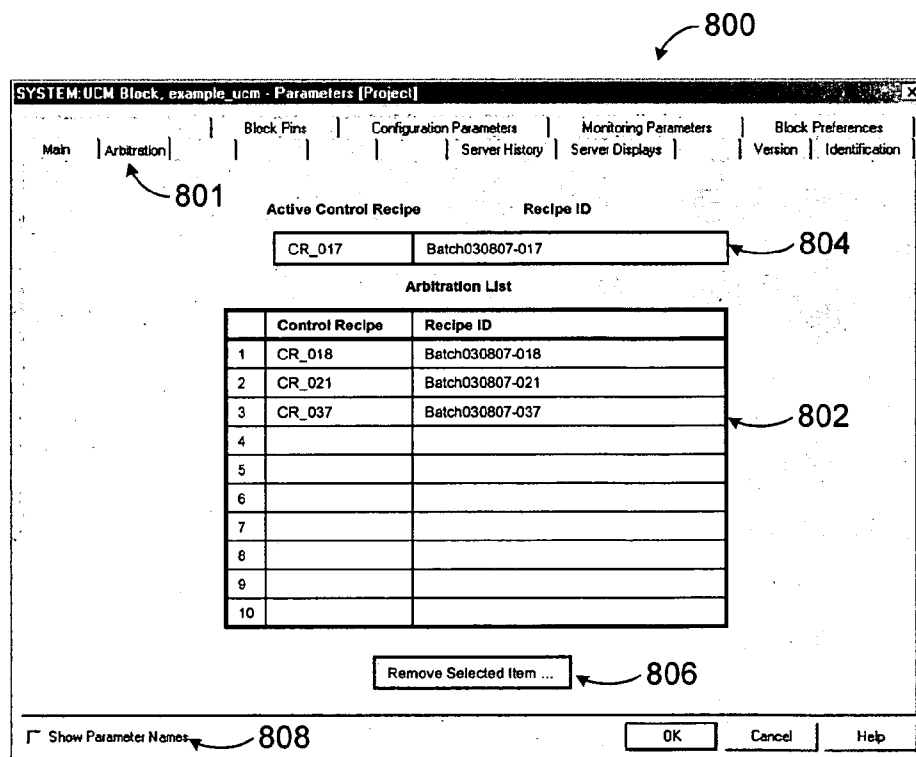 800
SYSTEM:UCM Block, example_ucm - Parameters [Project]
Block Pins Configuration Parameters Monitoring Parameters Block Preferences
Main Arbitration Server History Server Displays Version Identification
801
Active Control Recipe Recipe ID
CR_017 Batch030807-017 804
Arbitration List
Control Recipe Recipe ID
1 CR_018 Batch030807-018
2 CR_021 Batch030807-021
3 CR_037 Batch030807-037 802
4
5
6
7
8
9
10
Remove Selected Item ... 806
Show Parameter Names 808 OK Cancel Help